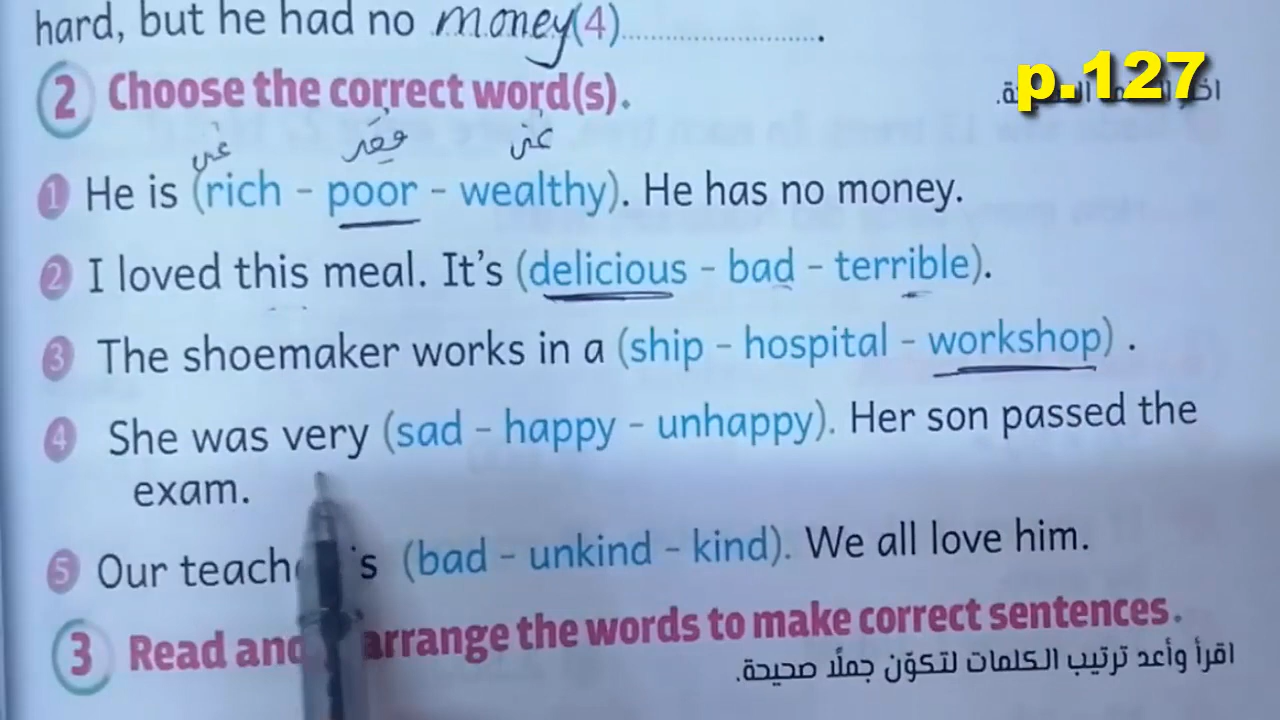 hard, but he had no money(4).......................
p.127
2 Choose the correct word(s).
غني فقير غني
1 He is (rich - poor - wealthy). He has no money.
2 I loved this meal. It's (delicious - bad - terrible).
3 The shoemaker works in a (ship - hospital - workshop) .
4 She was very (sad - happy - unhappy). Her son passed the
exam.
5 Our 's (bad - unkind - kind). We all love him.
3 Read and the words to make correct sentences.
اقرأ وأعد ترتيب الكلمات لتكوّن جملًا صحيحة.